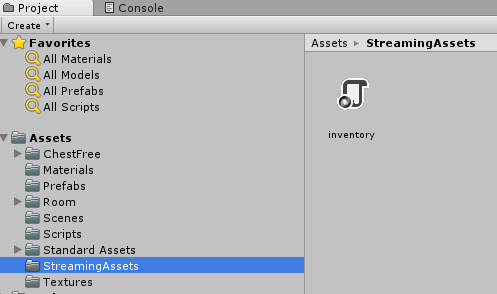 Project
Console
Create
Favorites
All Materials
All Models
All Prefabs
All Scripts
Assets
ChestFree
Materials
Prefabs
Room
Scenes
Scripts
Standard Assets
StreamingAssets
Textures
Assets ▸ StreamingAssets
inventory